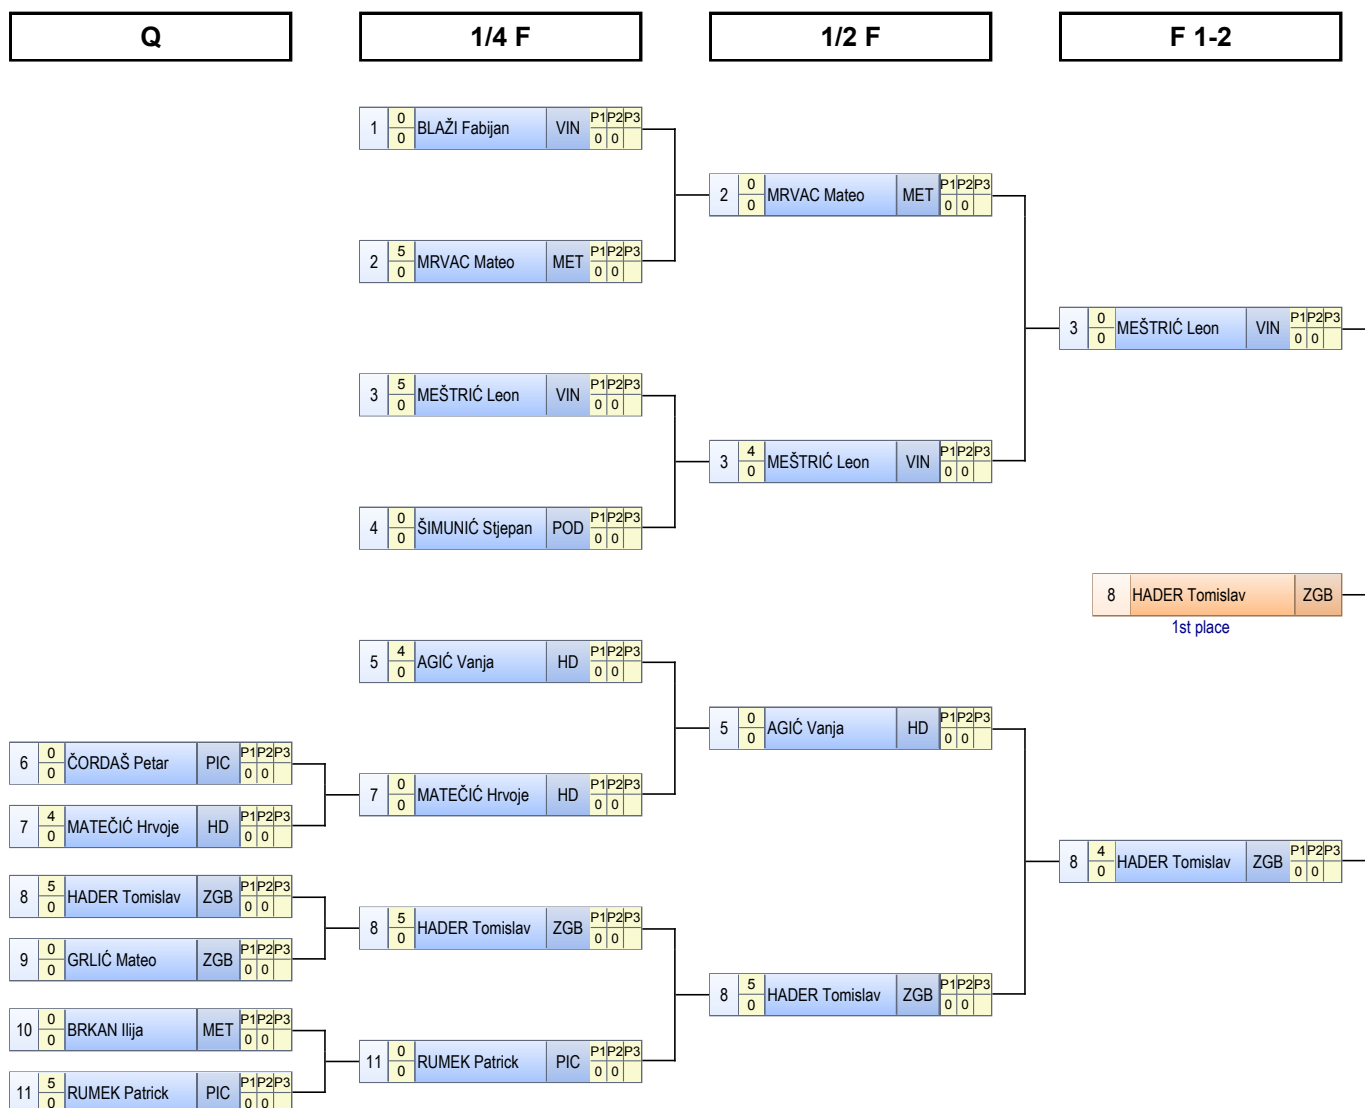 Q 1/4 F 1/2 F F 1-2
1 0 0 BLAŽI Fabijan VIN P1 P2 P3 0 0
2 0 0 MRVAC Mateo MET P1 P2 P3 0 0
2 5 0 MRVAC Mateo MET P1 P2 P3 0 0
3 0 0 MEŠTRIĆ Leon VIN P1 P2 P3 0 0
3 5 0 MEŠTRIĆ Leon VIN P1 P2 P3 0 0
3 4 0 MEŠTRIĆ Leon VIN P1 P2 P3 0 0
4 0 0 ŠIMUNIĆ Stjepan POD P1 P2 P3 0 0
8 HADER Tomislav ZGB
1st place
5 4 0 AGIĆ Vanja HD P1 P2 P3 0 0
5 0 0 AGIĆ Vanja HD P1 P2 P3 0 0
6 0 0 ČORDAŠ Petar PIC P1 P2 P3 0 0
7 0 0 MATEČIĆ Hrvoje HD P1 P2 P3 0 0
7 4 0 MATEČIĆ Hrvoje HD P1 P2 P3 0 0
8 4 0 HADER Tomislav ZGB P1 P2 P3 0 0
8 5 0 HADER Tomislav ZGB P1 P2 P3 0 0
8 5 0 HADER Tomislav ZGB P1 P2 P3 0 0
9 0 0 GRLIĆ Mateo ZGB P1 P2 P3 0 0
8 5 0 HADER Tomislav ZGB P1 P2 P3 0 0
10 0 0 BRKAN Ilija MET P1 P2 P3 0 0
11 0 0 RUMEK Patrick PIC P1 P2 P3 0 0
11 5 0 RUMEK Patrick PIC P1 P2 P3 0 0